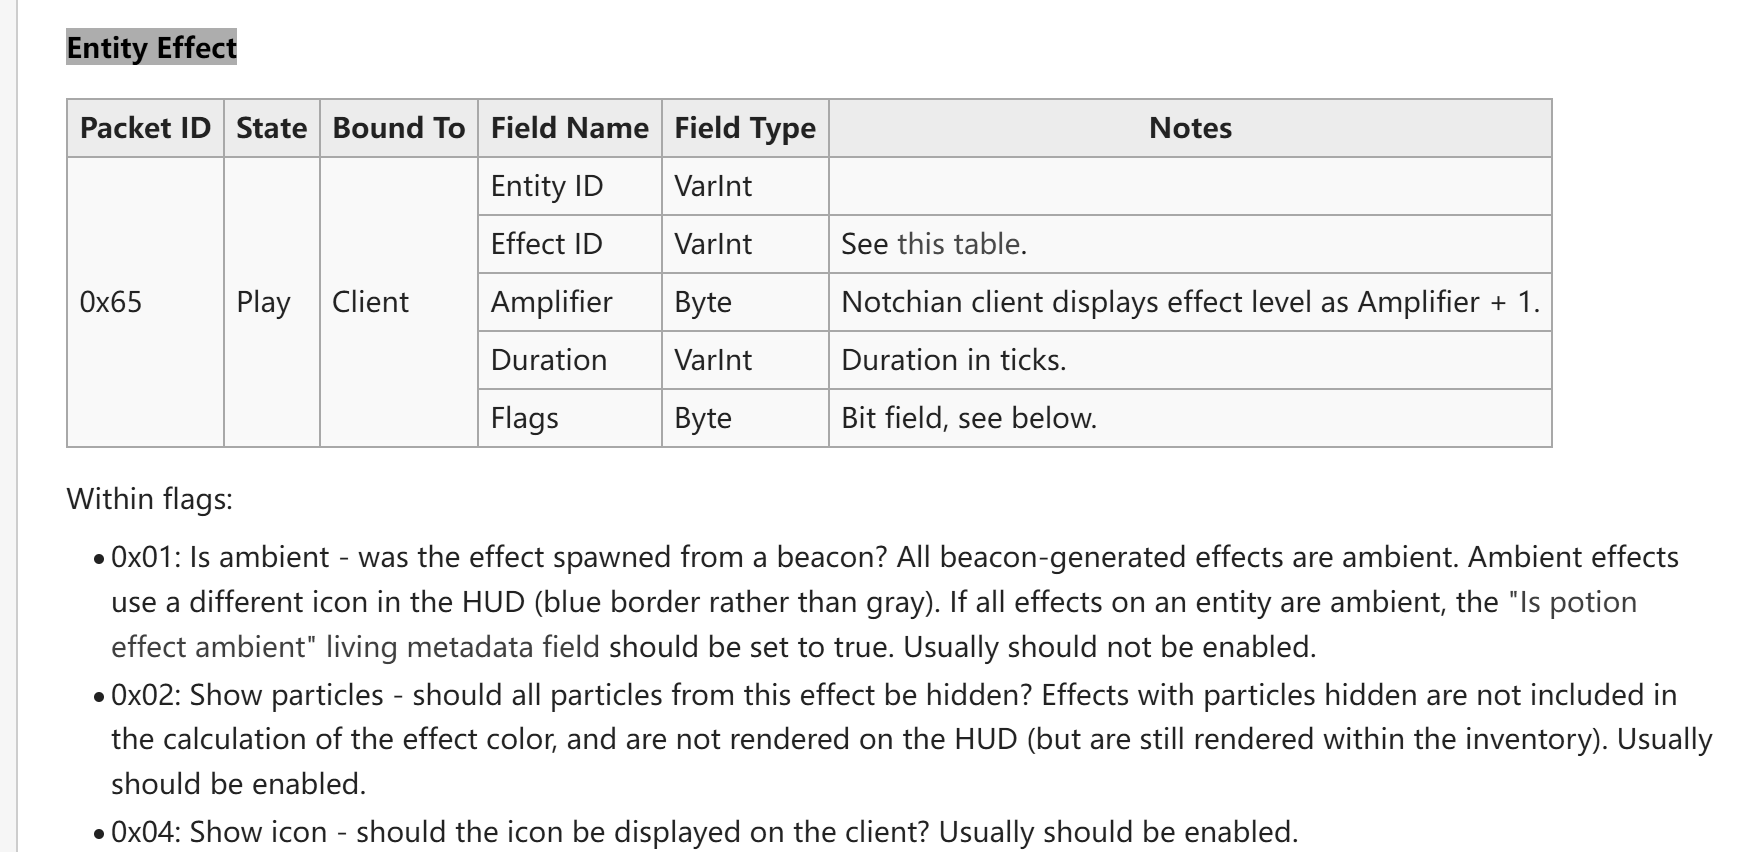 Entity Effect
Packet ID State Bound To Field Name Field Type Notes
Entity ID VarInt
Effect ID VarInt See this table.
0x65 Play Client Amplifier Byte Notchian client displays effect level as Amplifier + 1.
Duration VarInt Duration in ticks.
Flags Byte Bit field, see below.
Within flags:
• 0x01: Is ambient - was the effect spawned from a beacon? All beacon-generated effects are ambient. Ambient effects
use a different icon in the HUD (blue border rather than gray). If all effects on an entity are ambient, the "Is potion
effect ambient" living metadata field should be set to true. Usually should not be enabled.
• 0x02: Show particles - should all particles from this effect be hidden? Effects with particles hidden are not included in
the calculation of the effect color, and are not rendered on the HUD (but are still rendered within the inventory). Usually
should be enabled.
• 0x04: Show icon - should the icon be displayed on the client? Usually should be enabled.